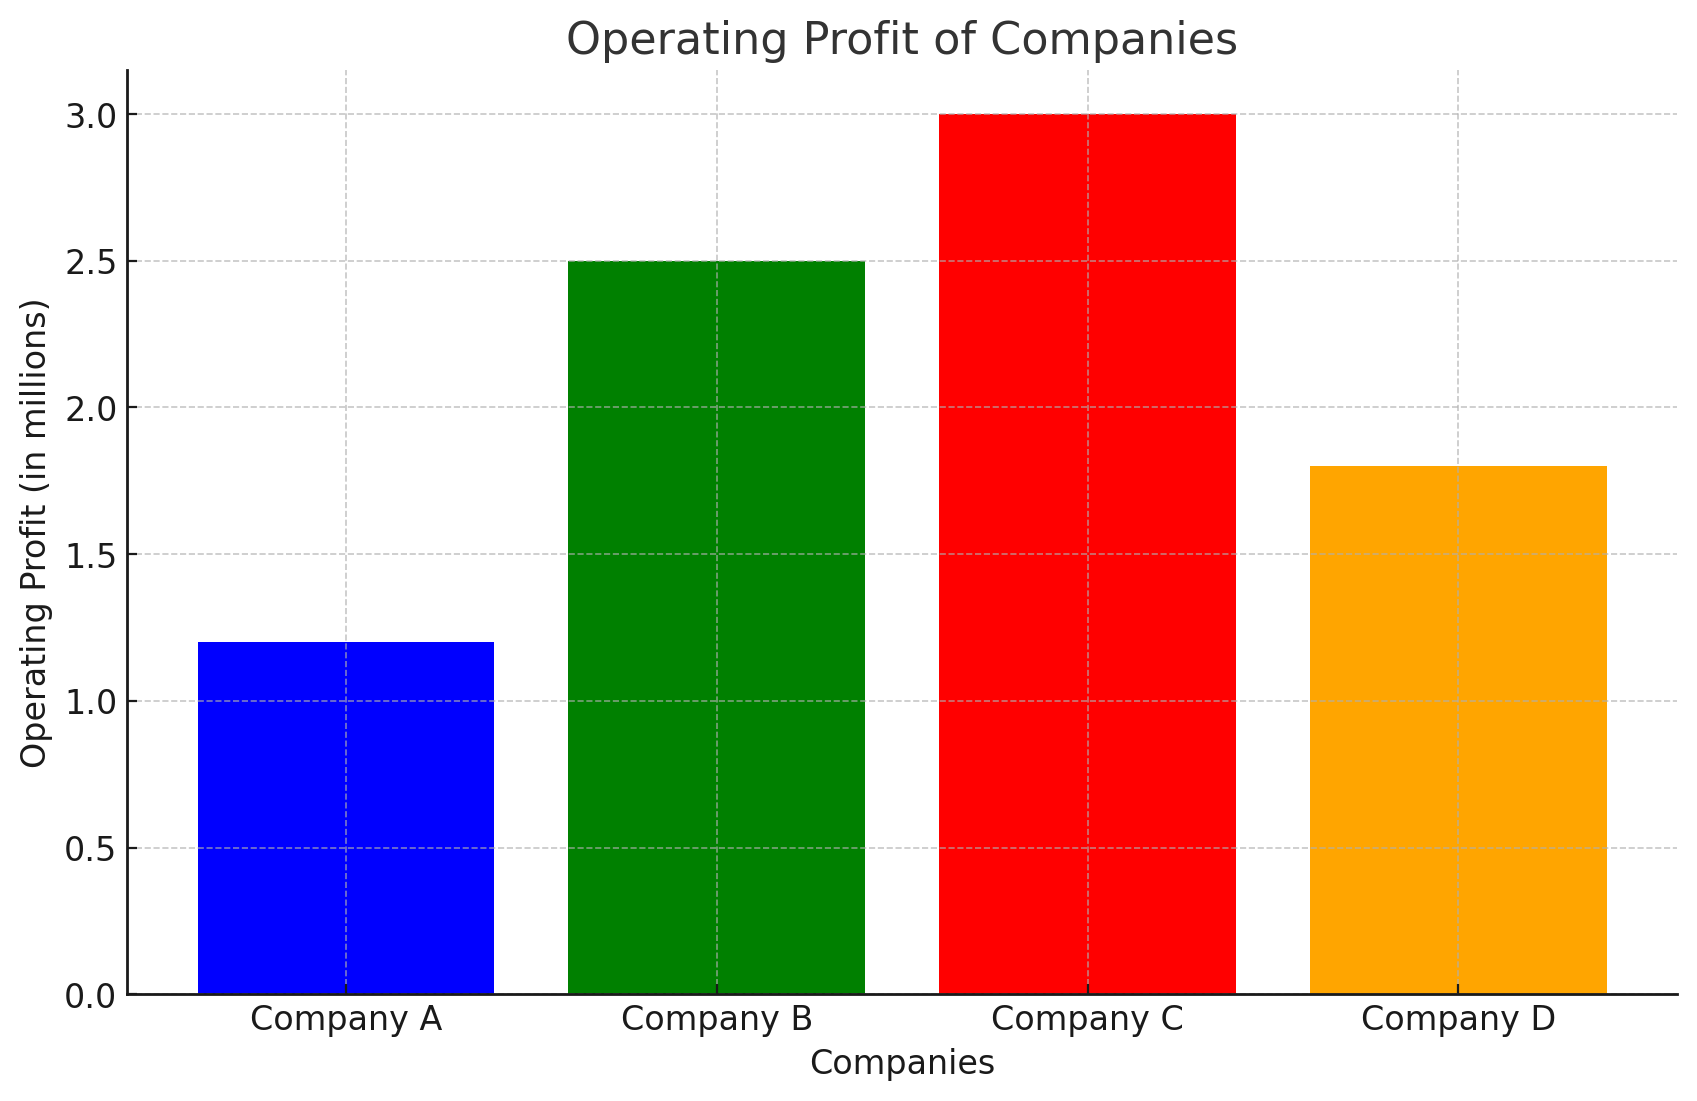 Operating Profit of Companies
Operating Profit (in millions)
3.0
2.5
2.0
1.5
1.0
0.5
0.0
Company A
Company B
Company C
Company D
Companies